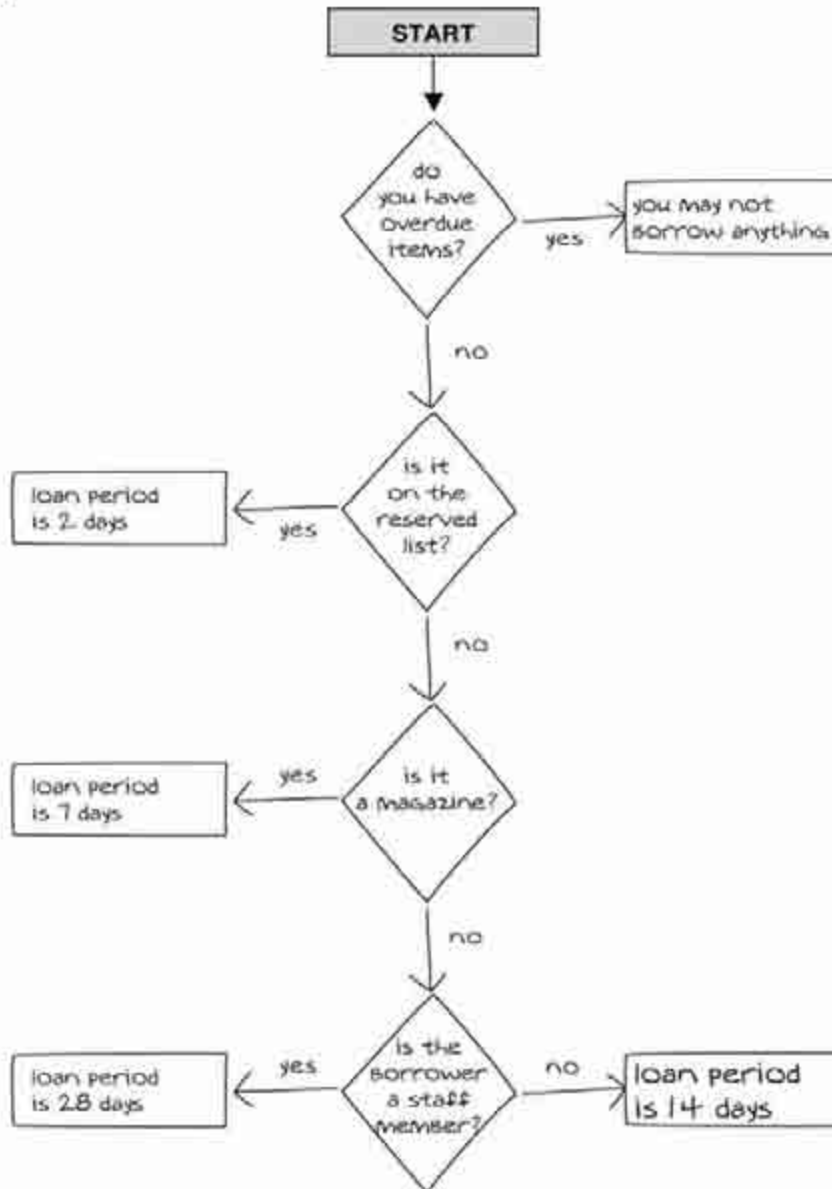 START
do
you have
overdue
items?
yes
you may not
borrow anything
no
is it
on the
reserved
list?
yes
loan period
is 2 days
no
is it
a magazine?
yes
loan period
is 7 days
no
is the
borrower
a staff
member?
yes
loan period
is 28 days
no
loan period
is 14 days